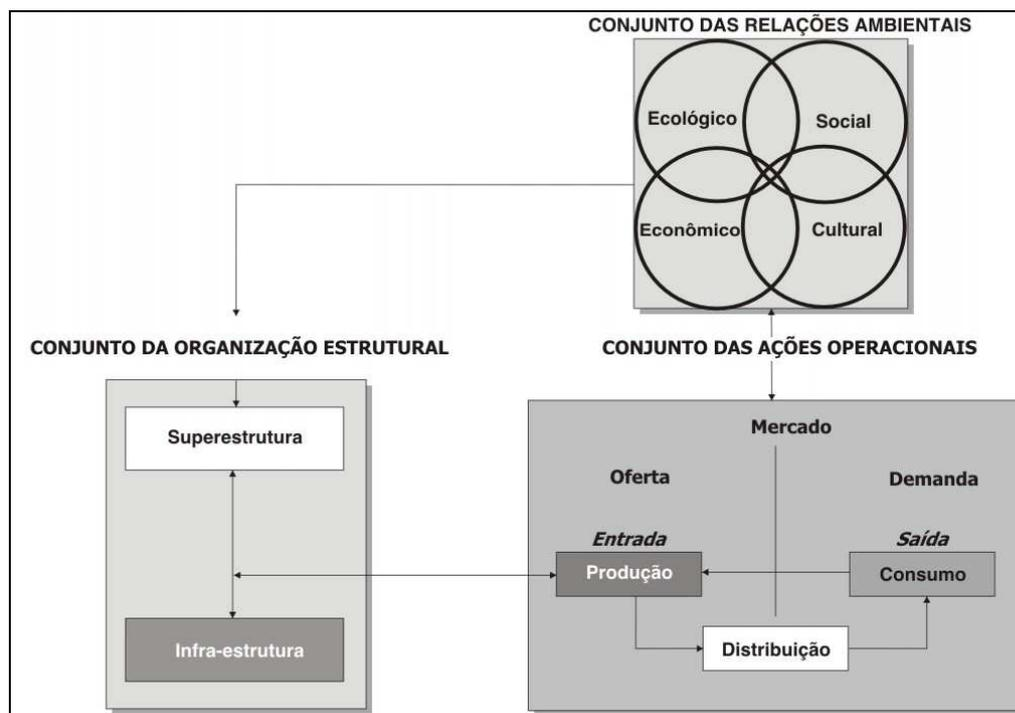 CONJUNTO DAS RELAÇÕES AMBIENTAIS
Ecológico
Social
Econômico
Cultural
CONJUNTO DA ORGANIZAÇÃO ESTRUTURAL
CONJUNTO DAS AÇÕES OPERACIONAIS
Superestrutura
Infra-estrutura
Mercado
Oferta
Demanda
Entrada
Saída
Produção
Consumo
Distribuição